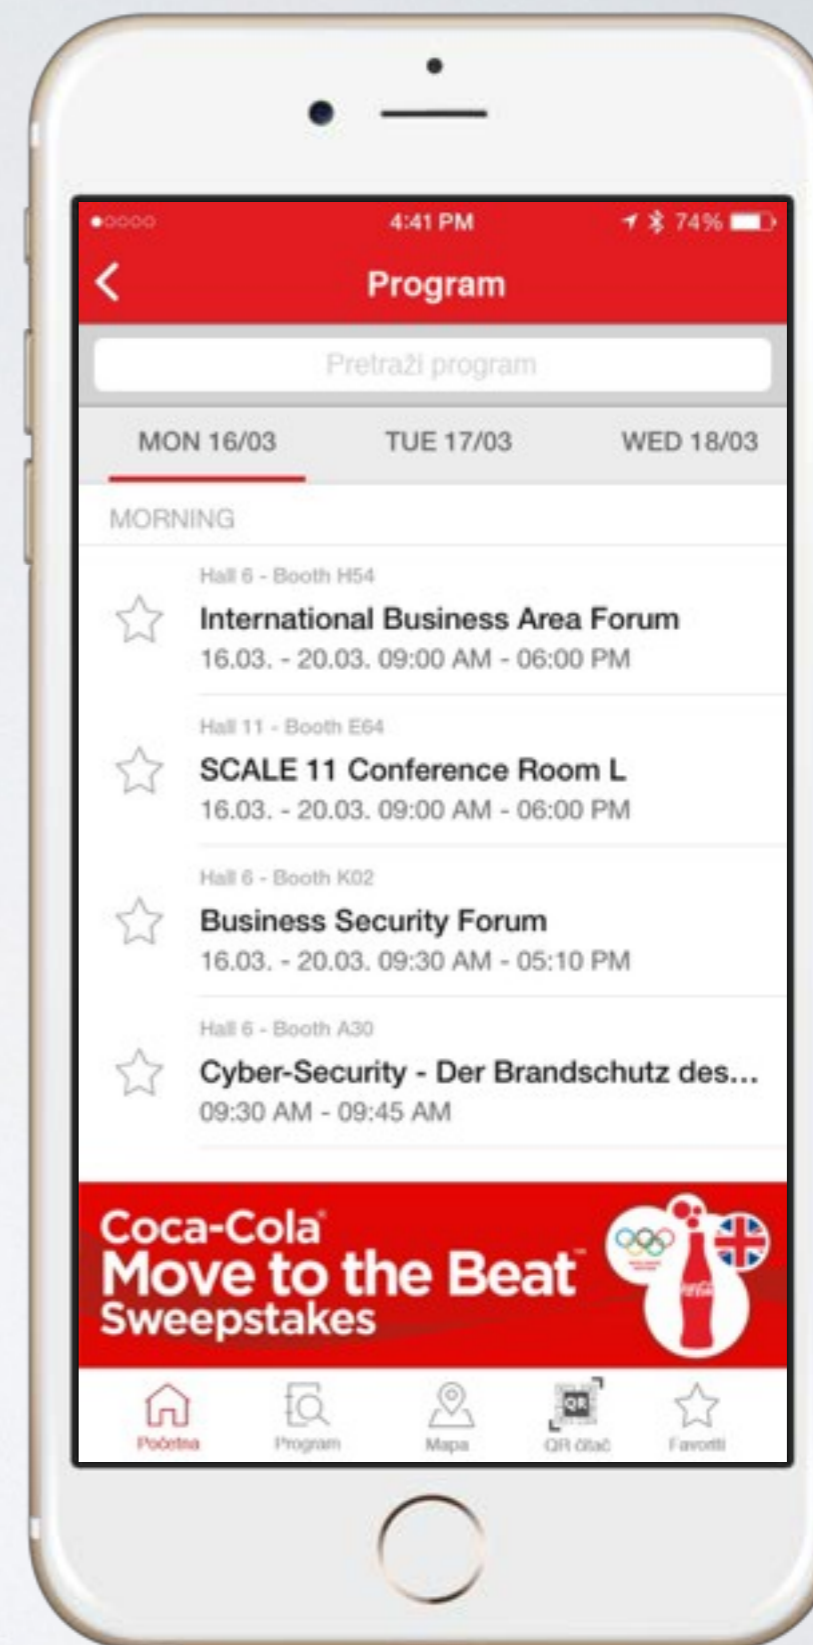 4:41 PM
74%
Program
Pretraži program
MON 16/03
TUE 17/03
WED 18/03
MORNING
Hall 6 - Booth H54
International Business Area Forum
16.03. - 20.03. 09:00 AM - 06:00 PM
Hall 11 - Booth E64
SCALE 11 Conference Room L
16.03. - 20.03. 09:00 AM - 06:00 PM
Hall 6 - Booth K02
Business Security Forum
16.03. - 20.03. 09:30 AM - 05:10 PM
Hall 6 - Booth A30
Cyber-Security - Der Brandschutz des...
09:30 AM - 09:45 AM
Coca-Cola®
Move to the Beat™
Sweepstakes
Coca-Cola
Početna
Program
Mapa
QR
QR čitač
Favoriti